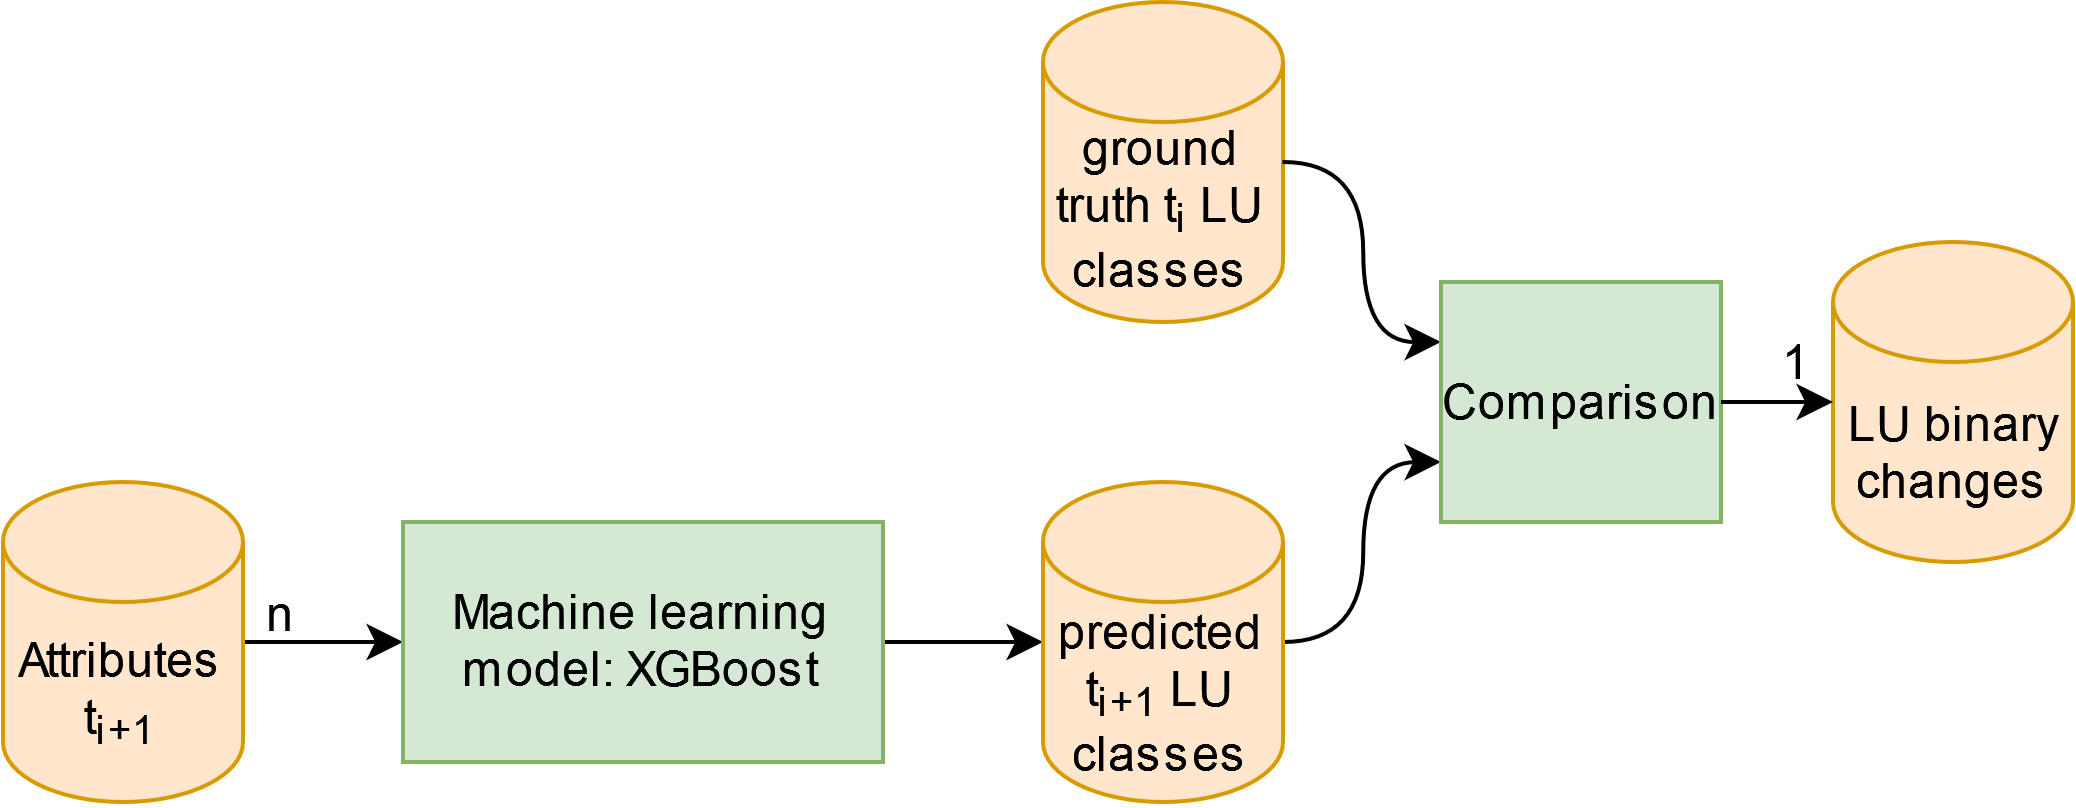 ground
truth tᵢ LU
classes
Comparison
1
LU binary
changes
Attributes
tᵢ₊₁
n
Machine learning
model: XGBoost
predicted
tᵢ₊₁ LU
classes